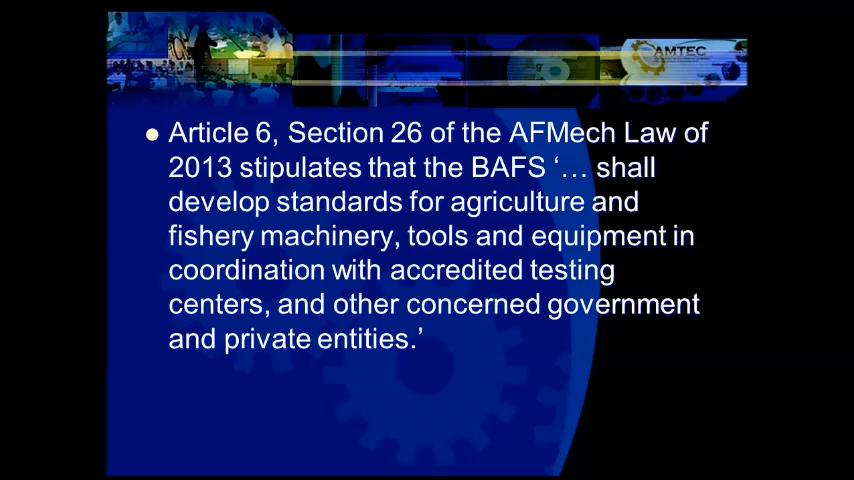 AMTEC
● Article 6, Section 26 of the AFMech Law of
2013 stipulates that the BAFS ‘… shall
develop standards for agriculture and
fishery machinery, tools and equipment in
coordination with accredited testing
centers, and other concerned government
and private entities.’